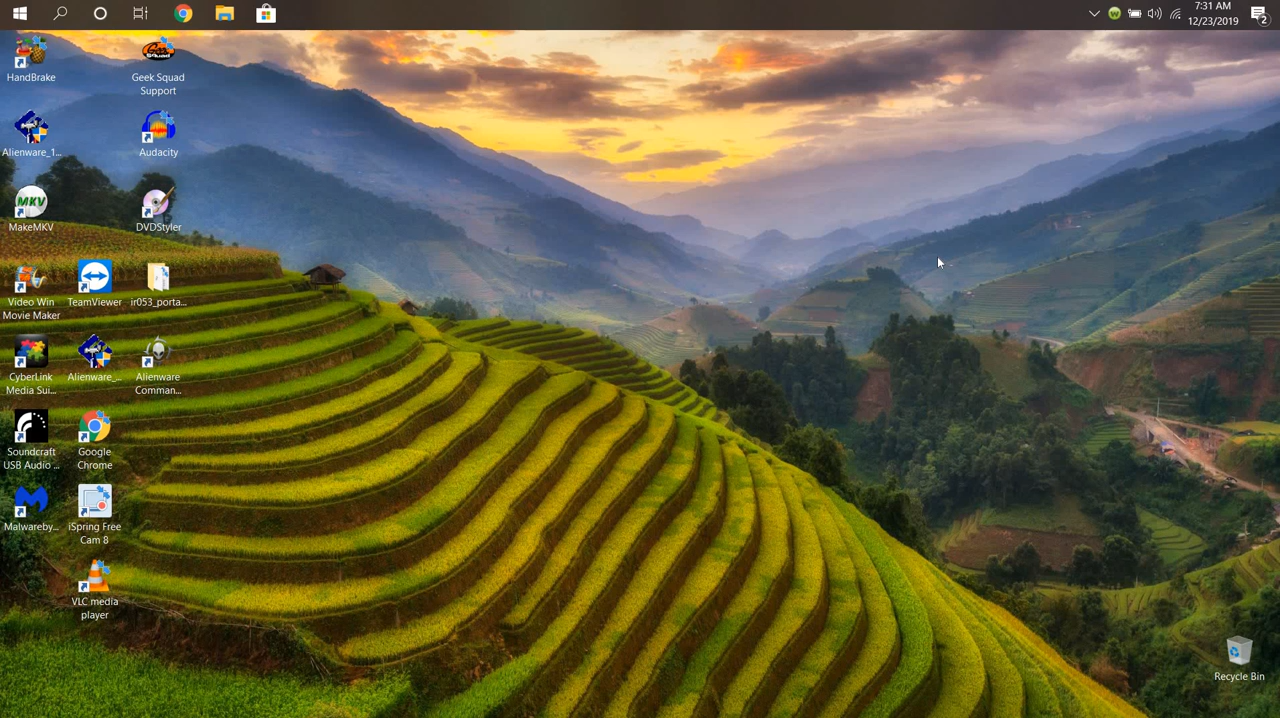 7:31 AM
12/23/2019
2
HandBrake
Geek Squad
Support
Alienware_1...
Audacity
MKV
MakeMKV
DVDStyler
Video Win
Movie Maker
TeamViewer
ir053_porta...
CyberLink
Media Sui...
Alienware_...
Alienware
Comman...
Soundcraft
USB Audio ...
Google
Chrome
Malwareby...
iSpring Free
Cam 8
VLC media
player
Recycle Bin